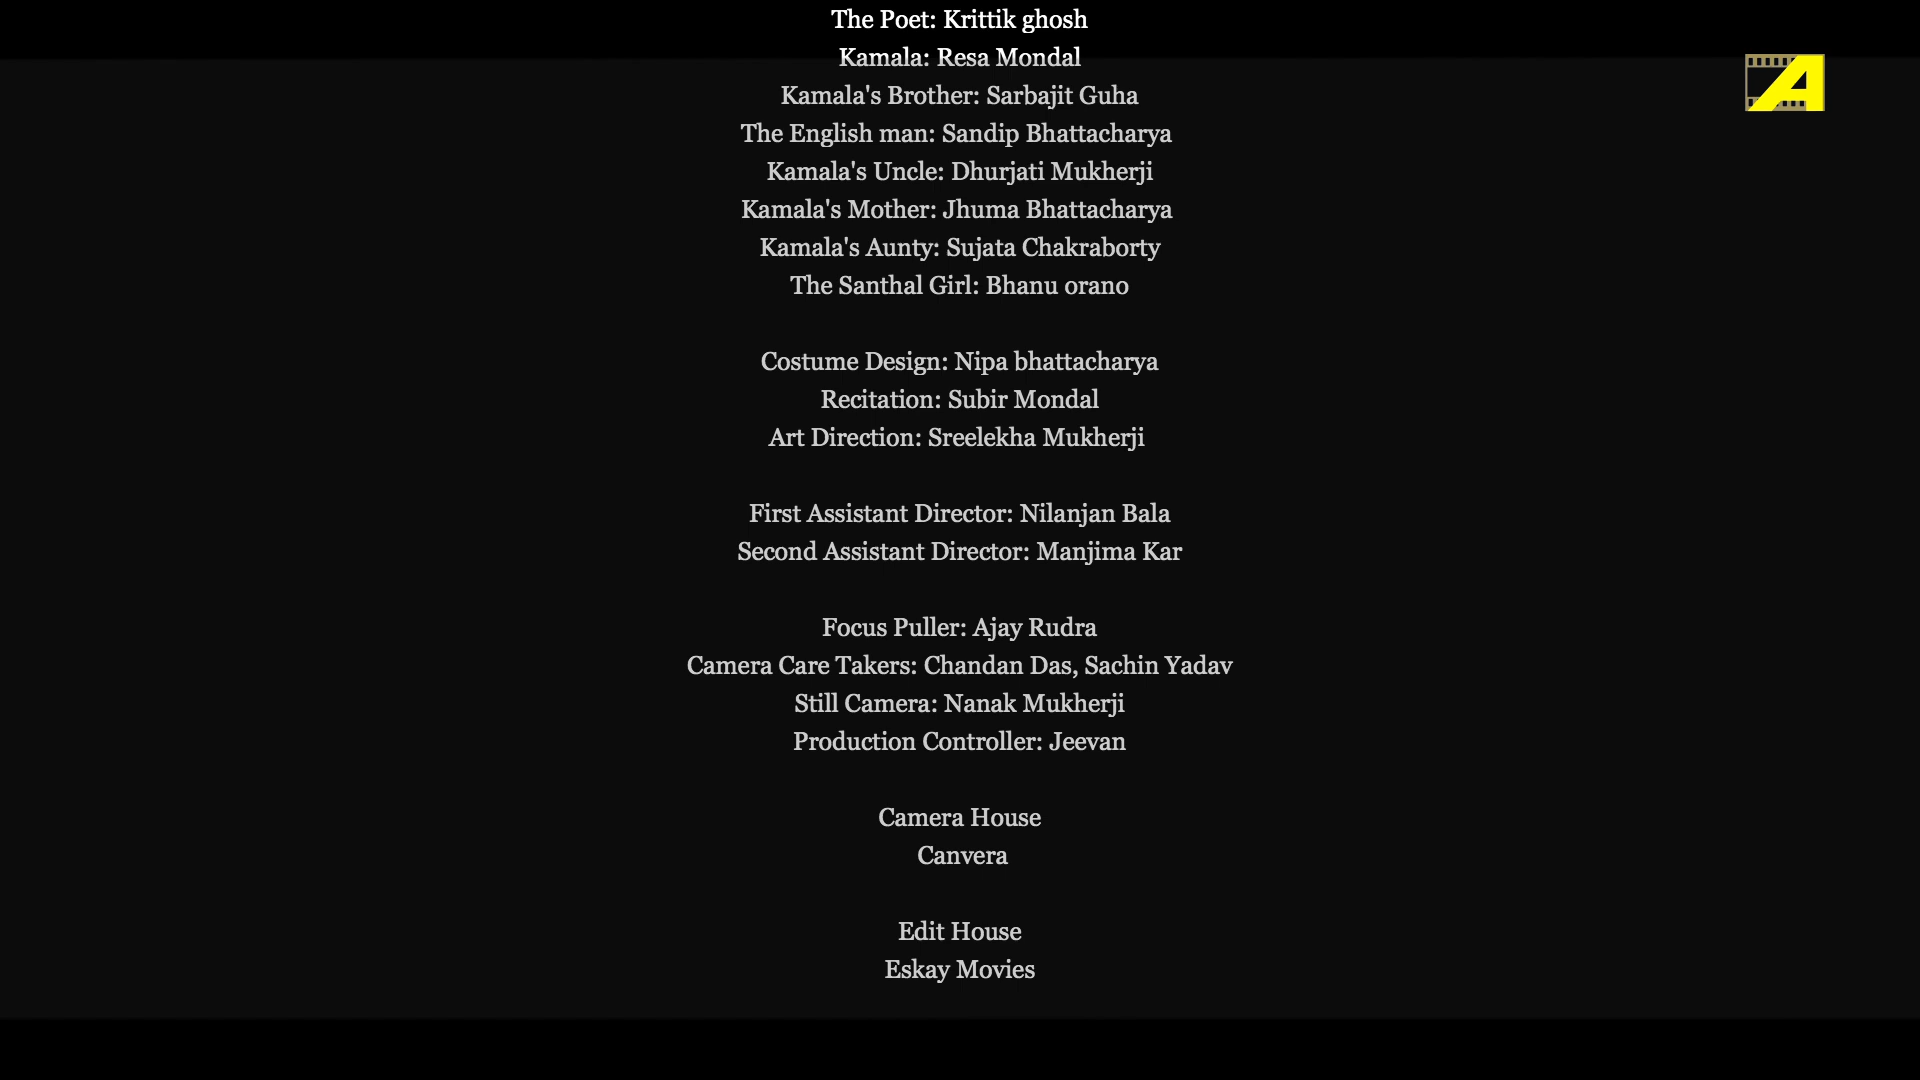 The Poet: Krittik ghosh
Kamala: Resa Mondal
Kamala's Brother: Sarbajit Guha
The English man: Sandip Bhattacharya
Kamala's Uncle: Dhurjati Mukherji
Kamala's Mother: Jhuma Bhattacharya
Kamala's Aunty: Sujata Chakraborty
The Santhal Girl: Bhanu orano
Costume Design: Nipa bhattacharya
Recitation: Subir Mondal
Art Direction: Sreelekha Mukherji
First Assistant Director: Nilanjan Bala
Second Assistant Director: Manjima Kar
Focus Puller: Ajay Rudra
Camera Care Takers: Chandan Das, Sachin Yadav
Still Camera: Nanak Mukherji
Production Controller: Jeevan
Camera House
Canvera
Edit House
Eskay Movies
A